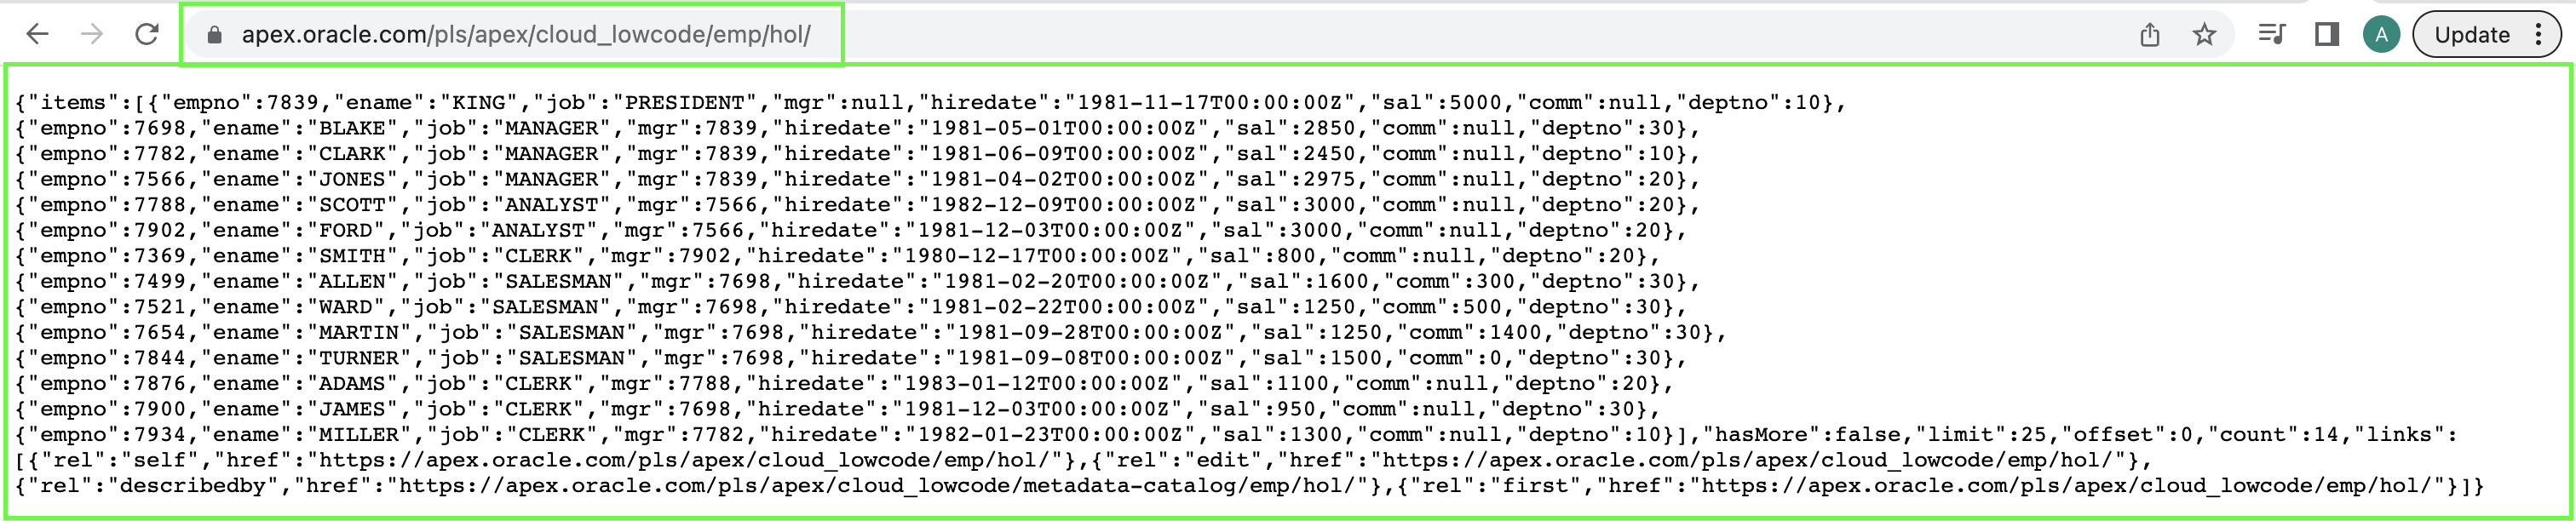 apex.oracle.com/pls/apex/cloud_lowcode/emp/hol/
A
Update
{"items":[{"empno":7839,"ename":"KING","job":"PRESIDENT","mgr":null,"hiredate":"1981-11-17T00:00:00Z","sal":5000,"comm":null,"deptno":10},
{"empno":7698,"ename":"BLAKE","job":"MANAGER","mgr":7839,"hiredate":"1981-05-01T00:00:00Z","sal":2850,"comm":null,"deptno":30},
{"empno":7782,"ename":"CLARK","job":"MANAGER","mgr":7839,"hiredate":"1981-06-09T00:00:00Z","sal":2450,"comm":null,"deptno":10},
{"empno":7566,"ename":"JONES","job":"MANAGER","mgr":7839,"hiredate":"1981-04-02T00:00:00Z","sal":2975,"comm":null,"deptno":20},
{"empno":7788,"ename":"SCOTT","job":"ANALYST","mgr":7566,"hiredate":"1982-12-09T00:00:00Z","sal":3000,"comm":null,"deptno":20},
{"empno":7902,"ename":"FORD","job":"ANALYST","mgr":7566,"hiredate":"1981-12-03T00:00:00Z","sal":3000,"comm":null,"deptno":20},
{"empno":7369,"ename":"SMITH","job":"CLERK","mgr":7902,"hiredate":"1980-12-17T00:00:00Z","sal":800,"comm":null,"deptno":20},
{"empno":7499,"ename":"ALLEN","job":"SALESMAN","mgr":7698,"hiredate":"1981-02-20T00:00:00Z","sal":1600,"comm":300,"deptno":30},
{"empno":7521,"ename":"WARD","job":"SALESMAN","mgr":7698,"hiredate":"1981-02-22T00:00:00Z","sal":1250,"comm":500,"deptno":30},
{"empno":7654,"ename":"MARTIN","job":"SALESMAN","mgr":7698,"hiredate":"1981-09-28T00:00:00Z","sal":1250,"comm":1400,"deptno":30},
{"empno":7844,"ename":"TURNER","job":"SALESMAN","mgr":7698,"hiredate":"1981-09-08T00:00:00Z","sal":1500,"comm":0,"deptno":30},
{"empno":7876,"ename":"ADAMS","job":"CLERK","mgr":7788,"hiredate":"1983-01-12T00:00:00Z","sal":1100,"comm":null,"deptno":20},
{"empno":7900,"ename":"JAMES","job":"CLERK","mgr":7698,"hiredate":"1981-12-03T00:00:00Z","sal":950,"comm":null,"deptno":30},
{"empno":7934,"ename":"MILLER","job":"CLERK","mgr":7782,"hiredate":"1982-01-23T00:00:00Z","sal":1300,"comm":null,"deptno":10}],"hasMore":false,"limit":25,"offset":0,"count":14,"links":
[{"rel":"self","href":"https://apex.oracle.com/pls/apex/cloud_lowcode/emp/hol/"},{"rel":"edit","href":"https://apex.oracle.com/pls/apex/cloud_lowcode/emp/hol/"},
{"rel":"describedby","href":"https://apex.oracle.com/pls/apex/cloud_lowcode/metadata-catalog/emp/hol/"},{"rel":"first","href":"https://apex.oracle.com/pls/apex/cloud_lowcode/emp/hol/"}]}